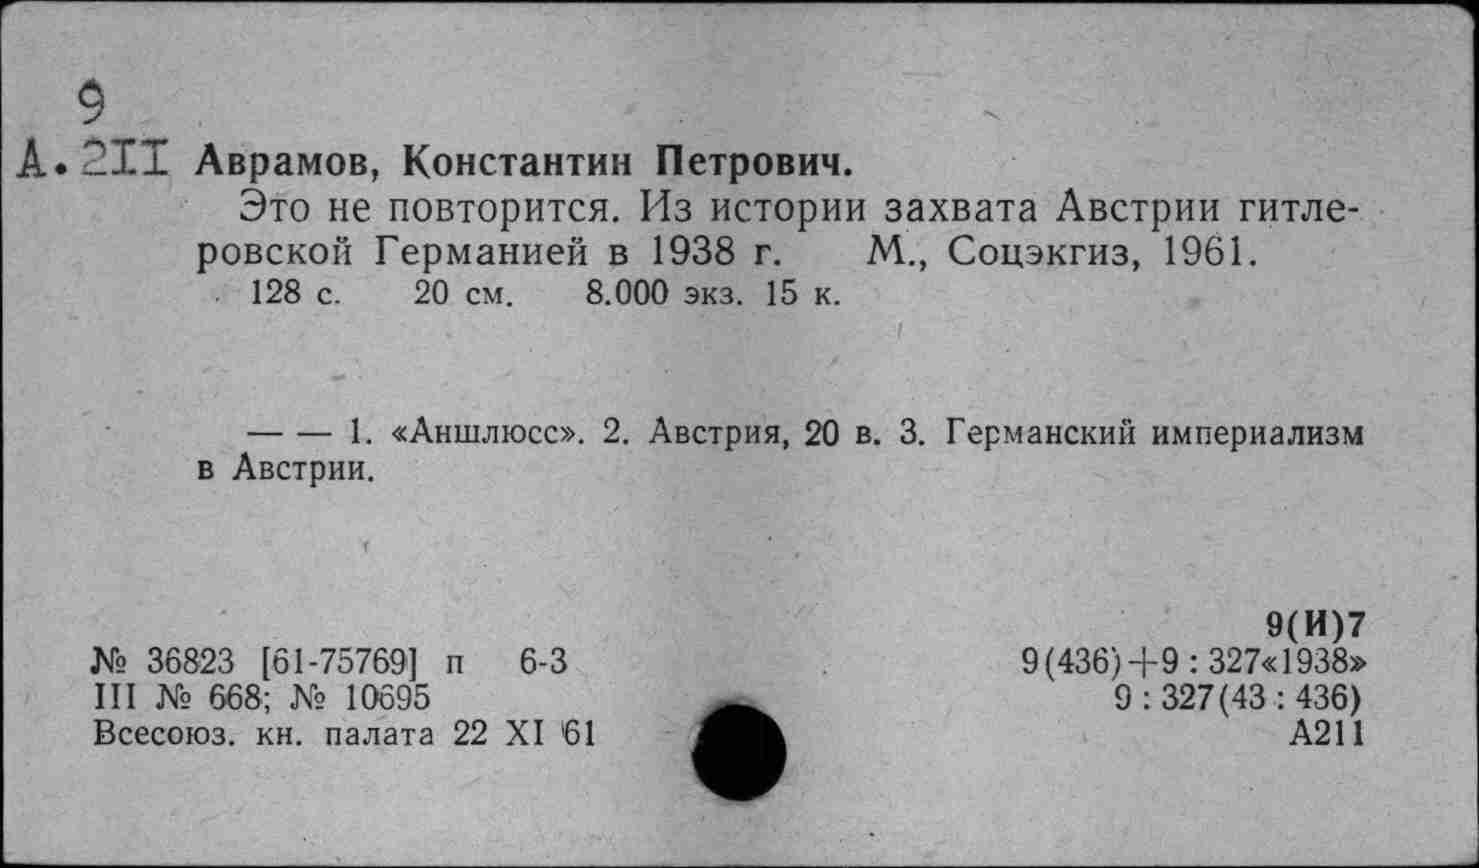 9
А. 2II Аврамов, Константин Петрович.
Это не повторится. Из истории захвата Австрии гитле-
ровской Германией в 1938 г. М., Соцэкгиз, 1961.
128 с. 20 см. 8.000 экз. 15 к.
— — 1. «Аншлюсс». 2. Австрия, 20 в. 3. Германский империализм
в Австрии.
9(И)7
№ 36823 [61-75769] п 6-3 9(436)+9 : 327«1938»
III № 668; № 10695 9 : 327(43 : 436)
Всесоюз. кн. палата 22 XI '61 А211